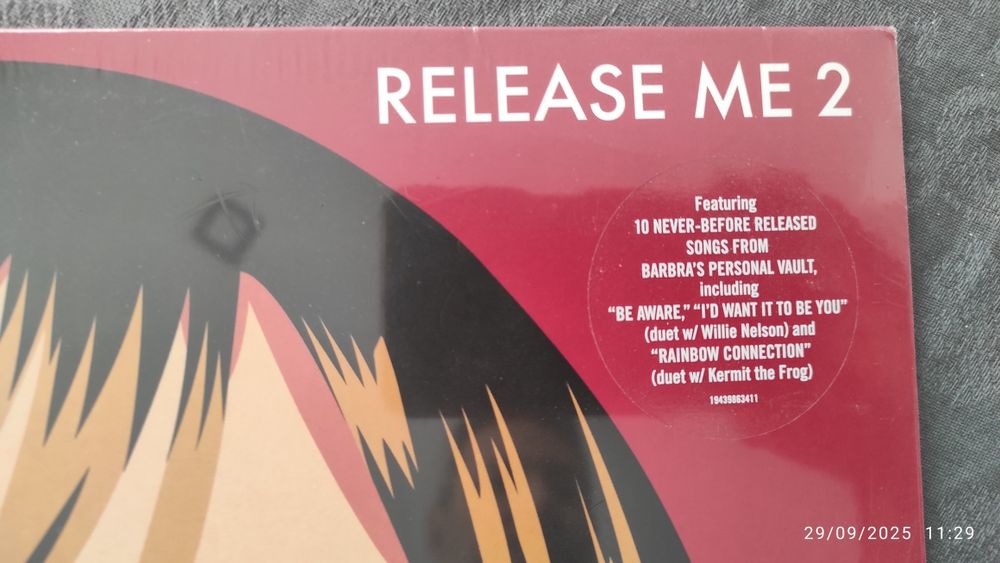 RELEASE ME 2
Featuring
10 NEVER-BEFORE RELEASED
SONGS FROM
BARBRA'S PERSONAL VAULT,
including
"BE AWARE," "I'D WANT IT TO BE YOU"
(duet w/ Willie Nelson) and
"RAINBOW CONNECTION"
(duet w/ Kermit the Frog)
19439863411
29/09/2025 11:29